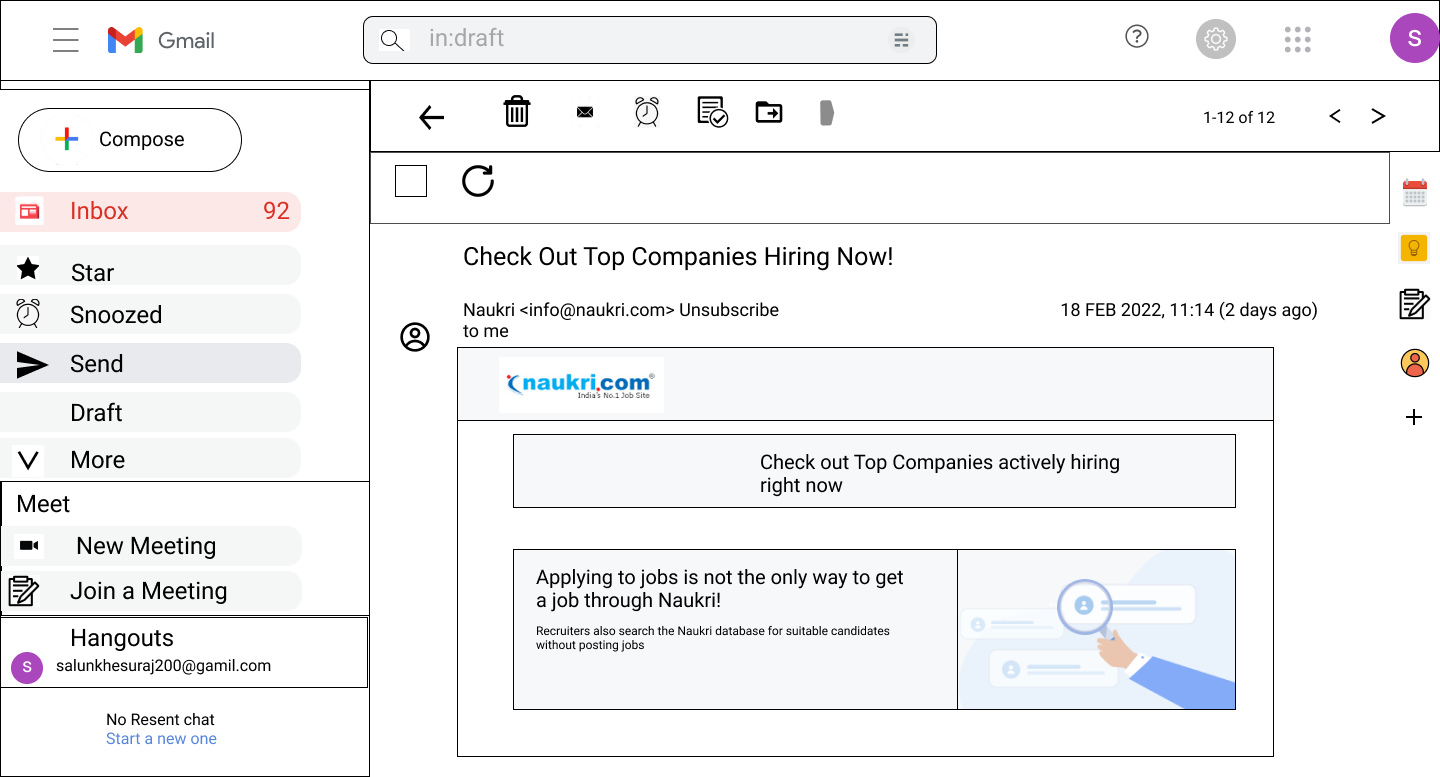 Gmail
in:draft
S
Compose
1-12 of 12
Inbox 92
Star
Snoozed
Send
Draft
More
Meet
New Meeting
Join a Meeting
Hangouts
S
salunkhesuraj200@gamil.com
No Resent chat
Start a new one
Check Out Top Companies Hiring Now!
Naukri <info@naukri.com> Unsubscribe
18 FEB 2022, 11:14 (2 days ago)
to me
naukri.com
India's No.1 Job Site
Check out Top Companies actively hiring
right now
Applying to jobs is not the only way to get
a job through Naukri!
Recruiters also search the Naukri database for suitable candidates
without posting jobs